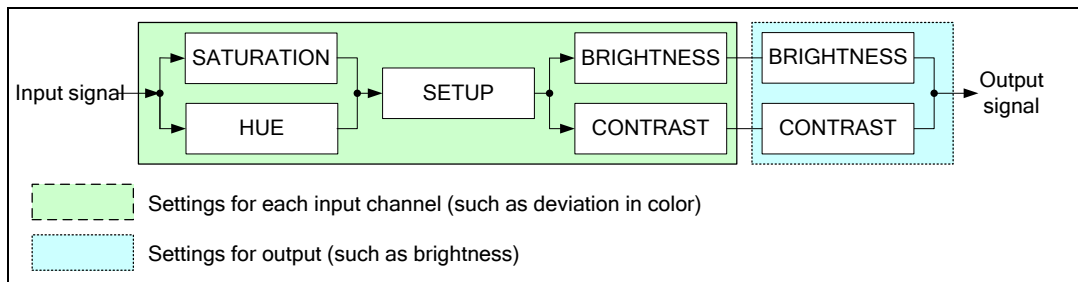 Input signal
SATURATION
HUE
SETUP
BRIGHTNESS
CONTRAST
BRIGHTNESS
CONTRAST
Output
signal
Settings for each input channel (such as deviation in color)
Settings for output (such as brightness)